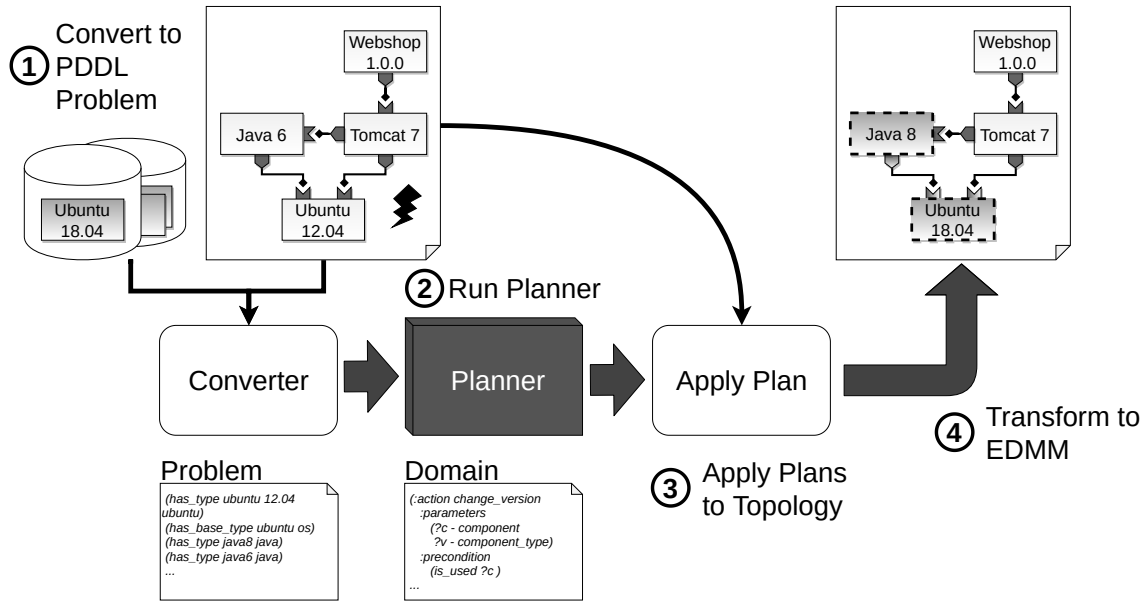 1
Convert to
PDDL
Problem
Ubuntu
18.04
Webshop
1.0.0
Java 6
Tomcat 7
Ubuntu
12.04
Webshop
1.0.0
Java 8
Tomcat 7
Ubuntu
18.04
2 Run Planner
Converter
Planner
Apply Plan
4
Transform to
EDMM
Problem
(has_type ubuntu 12.04
ubuntu)
(has_base_type ubuntu os)
(has_type java8 java)
(has_type java6 java)
...
Domain
(:action change_version
:parameters
(?c - component
?v - component_type)
:precondition
(is_used ?c )
...
3
Apply Plans
to Topology